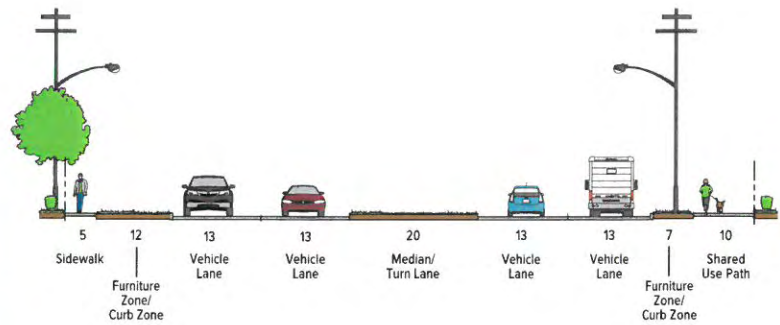 5 12 13 13 20 13 13 7 10
Sidewalk Vehicle Lane Vehicle Lane Median/ Turn Lane Vehicle Lane Vehicle Lane Shared Use Path
Furniture Zone/ Curb Zone Furniture Zone/ Curb Zone